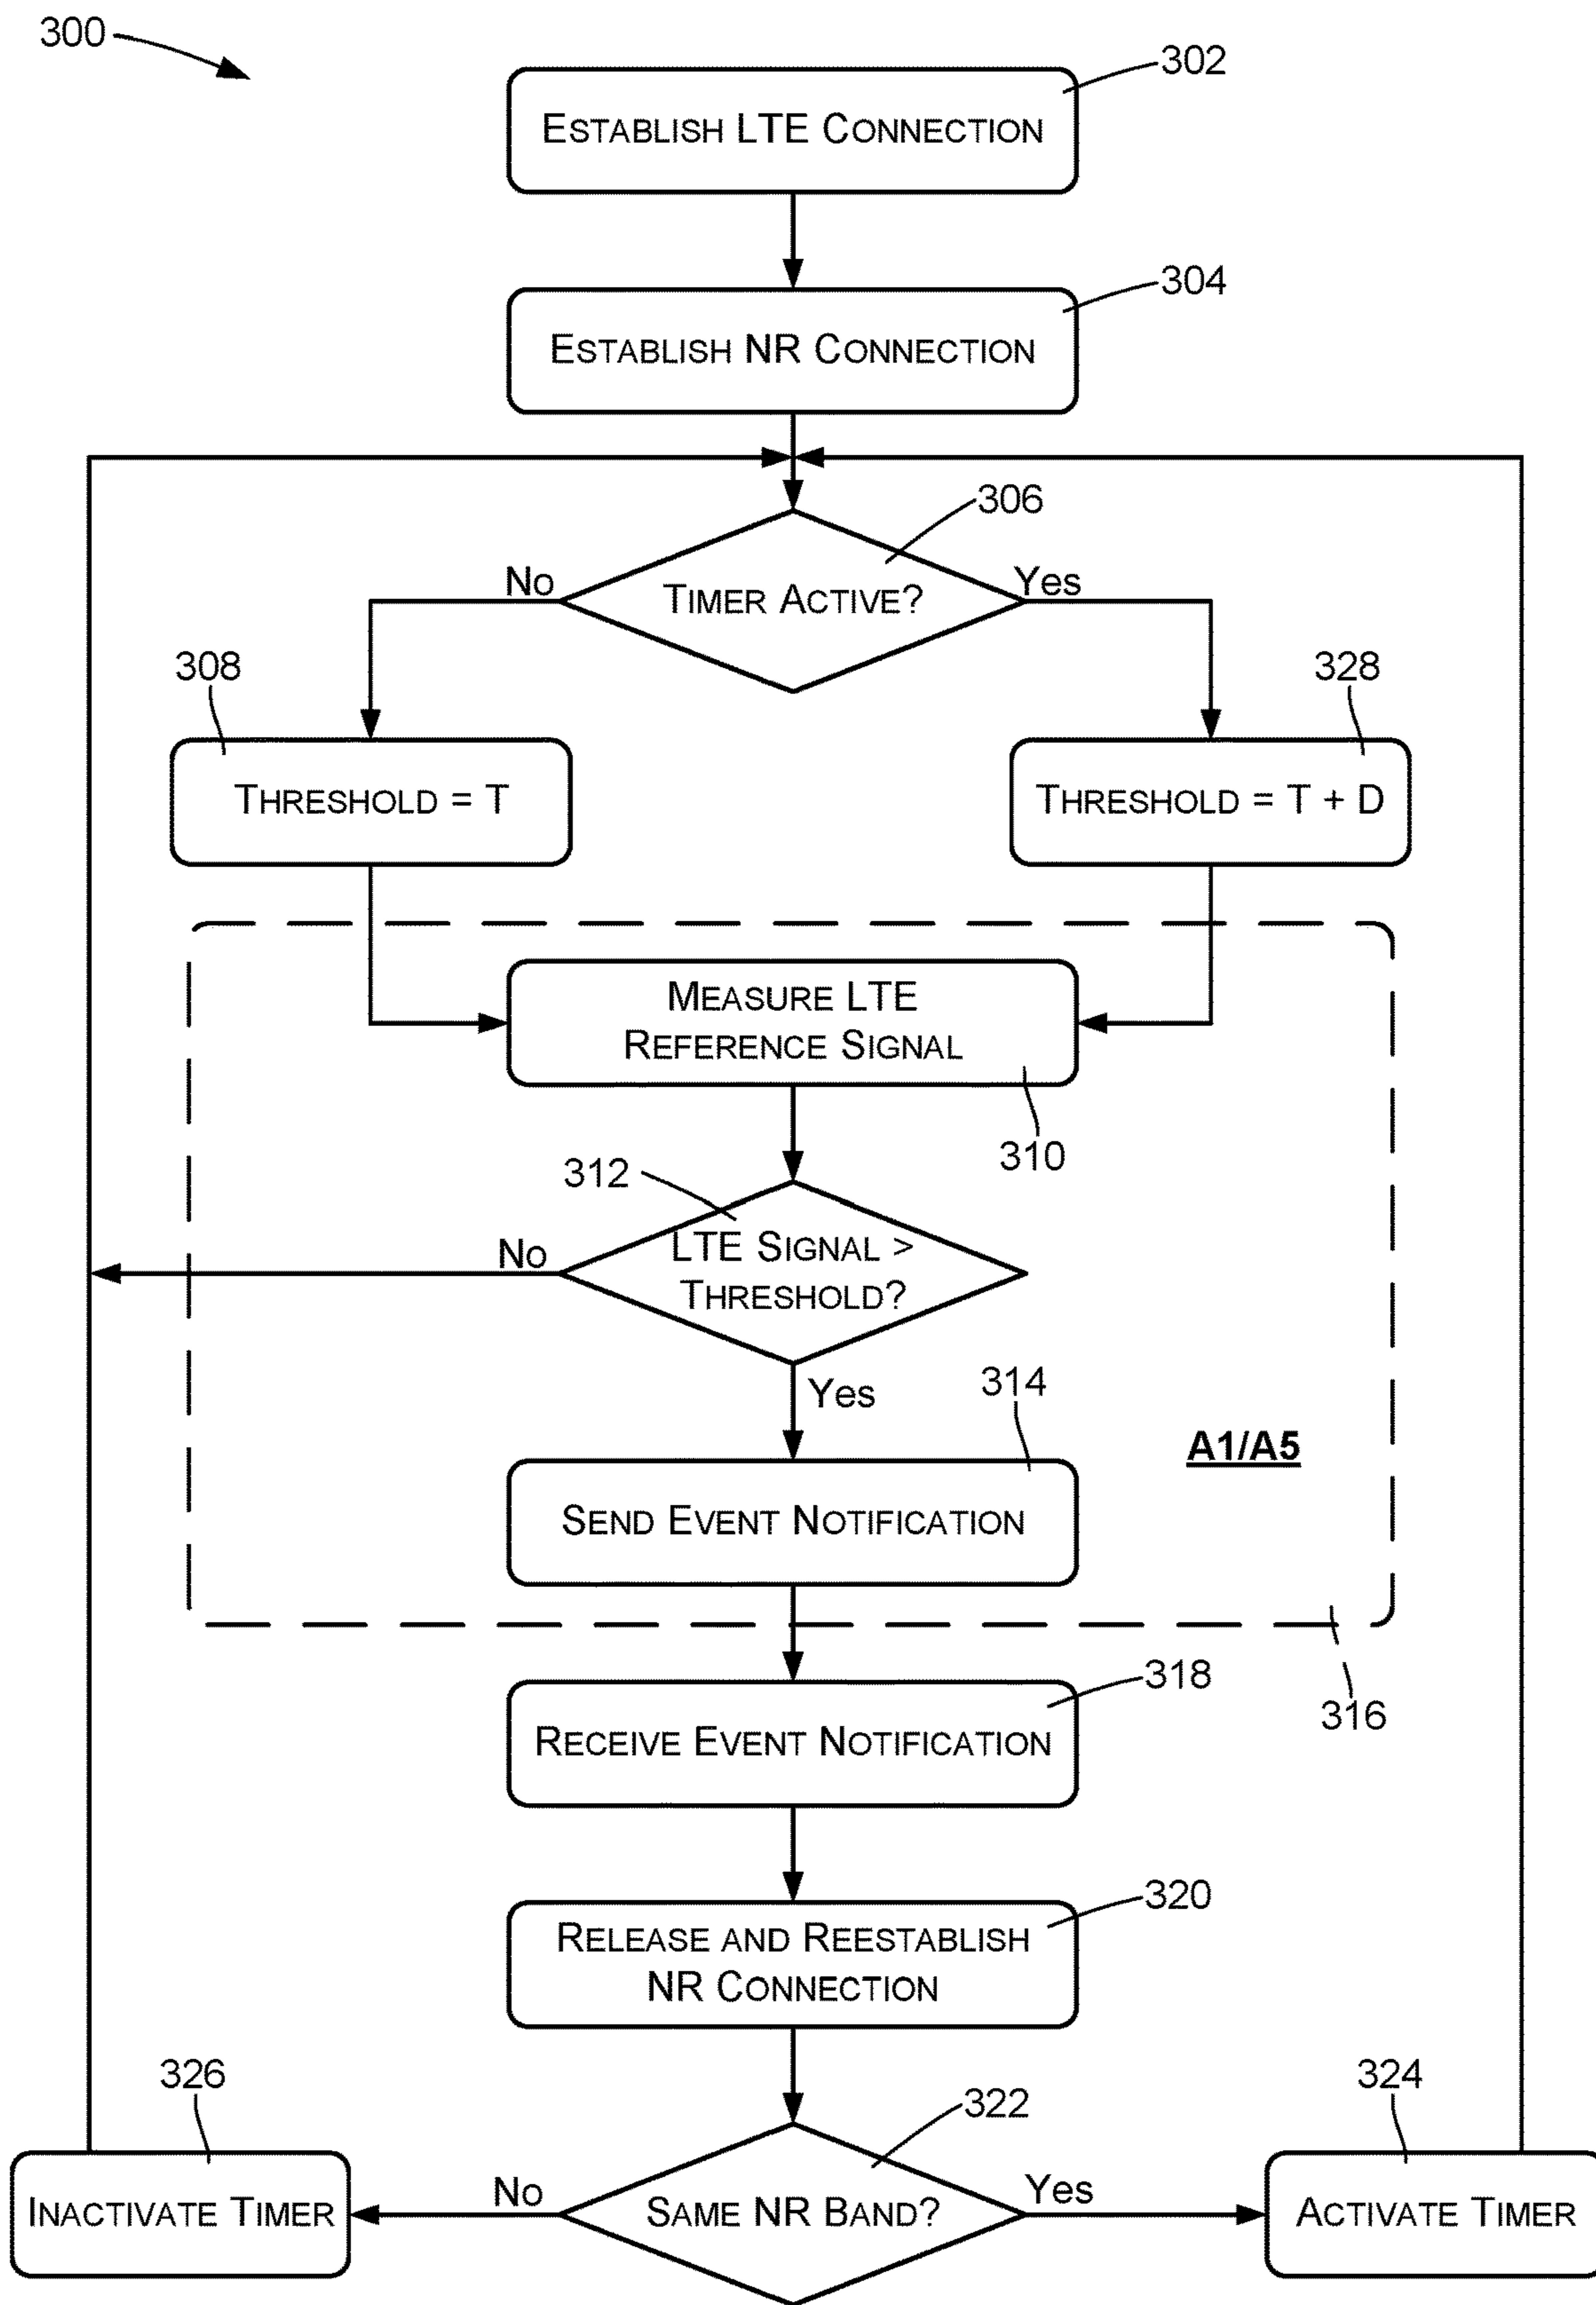 300
302
ESTABLISH LTE CONNECTION
304
ESTABLISH NR CONNECTION
306
No
Yes
TIMER ACTIVE?
308
328
THRESHOLD = T
THRESHOLD = T + D
MEASURE LTE
REFERENCE SIGNAL
310
312
No
LTE SIGNAL >
THRESHOLD?
Yes
314
A1/A5
SEND EVENT NOTIFICATION
318
316
RECEIVE EVENT NOTIFICATION
320
RELEASE AND REESTABLISH
NR CONNECTION
326
322
324
No
Yes
INACTIVATE TIMER
SAME NR BAND?
ACTIVATE TIMER